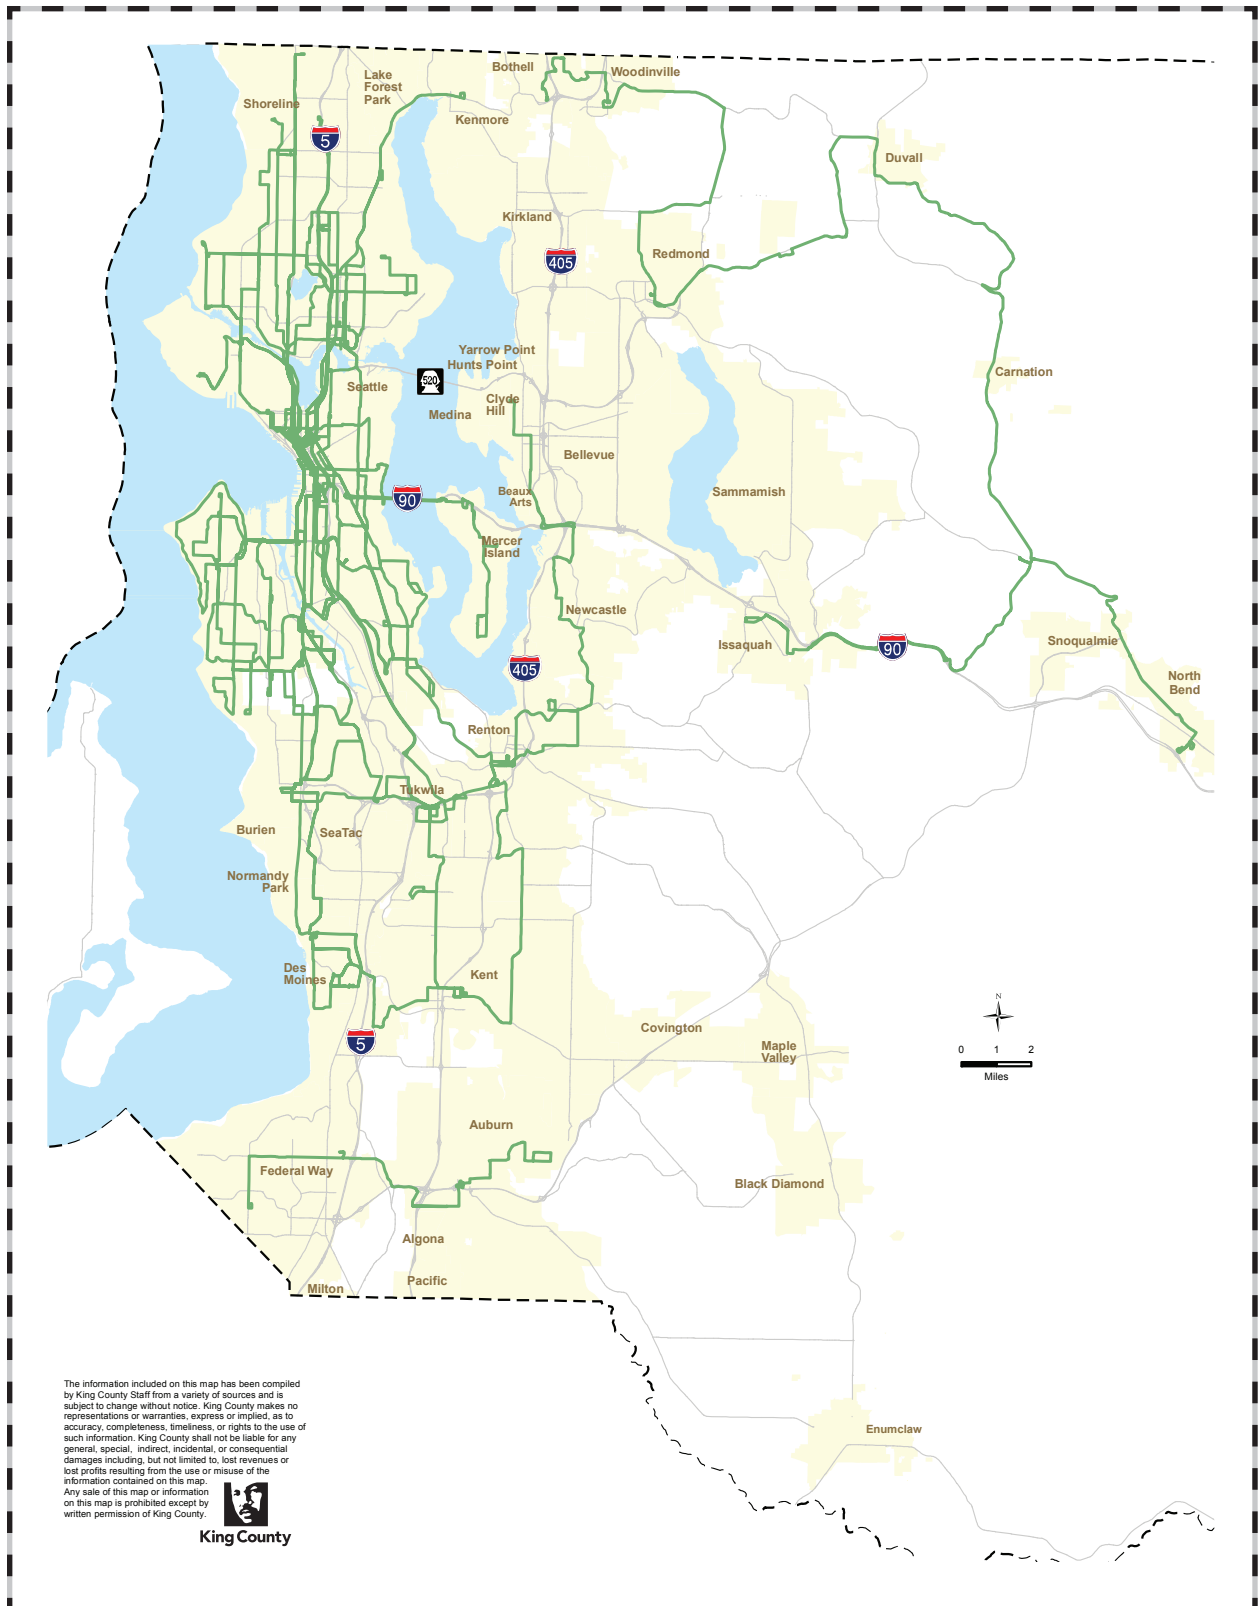 Bothell
Woodinville
Lake
Forest
Park
Shoreline
Kenmore
5
Duvall
Kirkland
Redmond
405
Yarrow Point
Hunts Point
Carnation
520
Seattle
Clyde
Hill
Medina
Bellevue
Sammamish
Beaux
Arts
90
Mercer
Island
Newcastle
Issaquah
90
Snoqualmie
405
North
Bend
Renton
Tukwila
Burien
SeaTac
Normandy
Park
Des
Moines
Kent
N
Covington
5
Maple
Valley
0 1 2
Miles
Auburn
Federal Way
Black Diamond
Algona
Pacific
Milton
Enumclaw
The information included on this map has been compiled
by King County Staff from a variety of sources and is
subject to change without notice. King County makes no
representations or warranties, express or implied, as to
accuracy, completeness, timeliness, or rights to the use of
such information. King County shall not be liable for any
general, special, indirect, incidental, or consequential
damages including, but not limited to, lost revenues or
lost profits resulting from the use or misuse of the
information contained on this map.
Any sale of this map or information
on this map is prohibited except by
written permission of King County.
King County